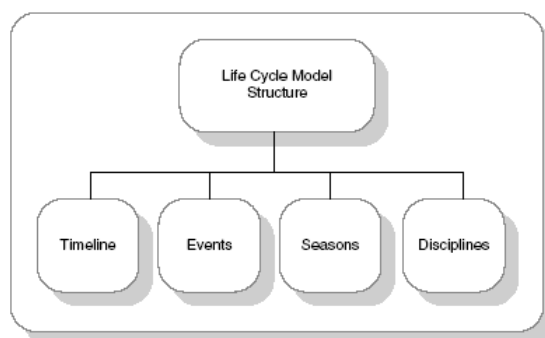 Life Cycle Model
Structure
Timeline
Events
Seasons
Disciplines